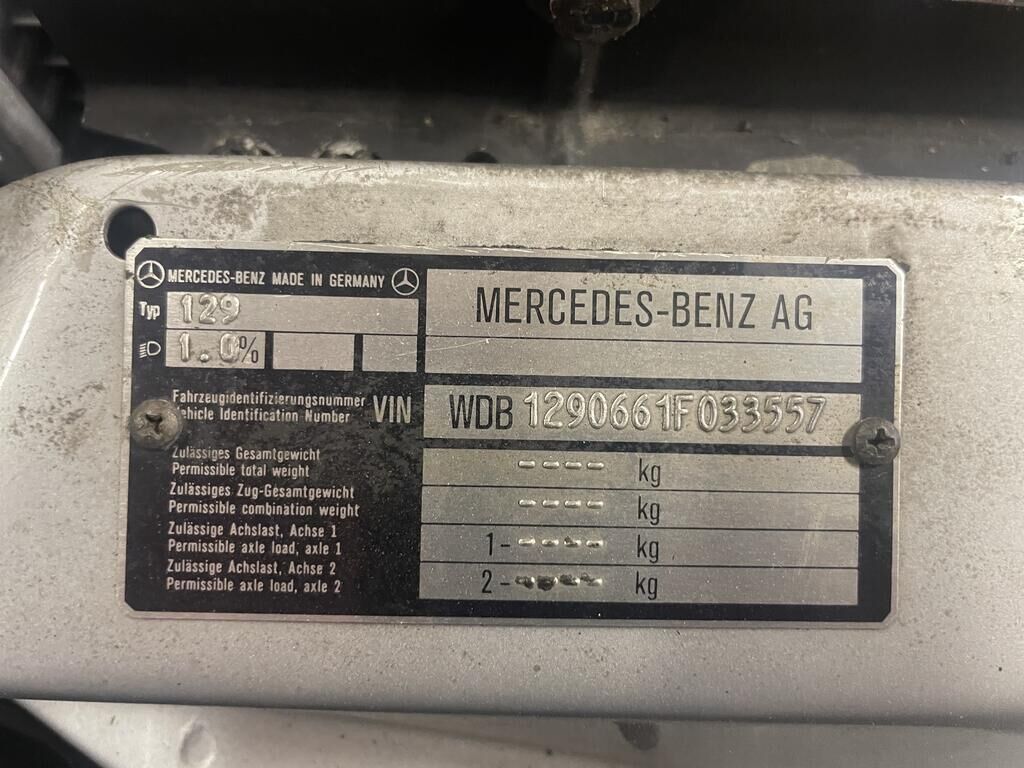 MERCEDES-BENZ MADE IN GERMANY
MERCEDES-BENZ AG
Typ 129
1.0%
Fahrzeugidentifizierungsnummer
Vehicle Identification Number
VIN WDB 1290661F033557
Zulässiges Gesamtgewicht
Permissible total weight
---- kg
Zulässiges Zug-Gesamtgewicht
Permissible combination weight
---- kg
Zulässige Achslast, Achse 1
Permissible axle load, axle 1
1- ---- kg
Zulässige Achslast, Achse 2
Permissible axle load, axle 2
2- ---- kg